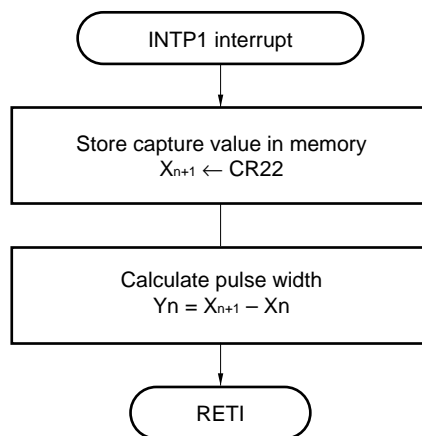 INTP1 interrupt
Store capture value in memory
Xn+1 ← CR22
Calculate pulse width
Yn = Xn+1 – Xn
RETI